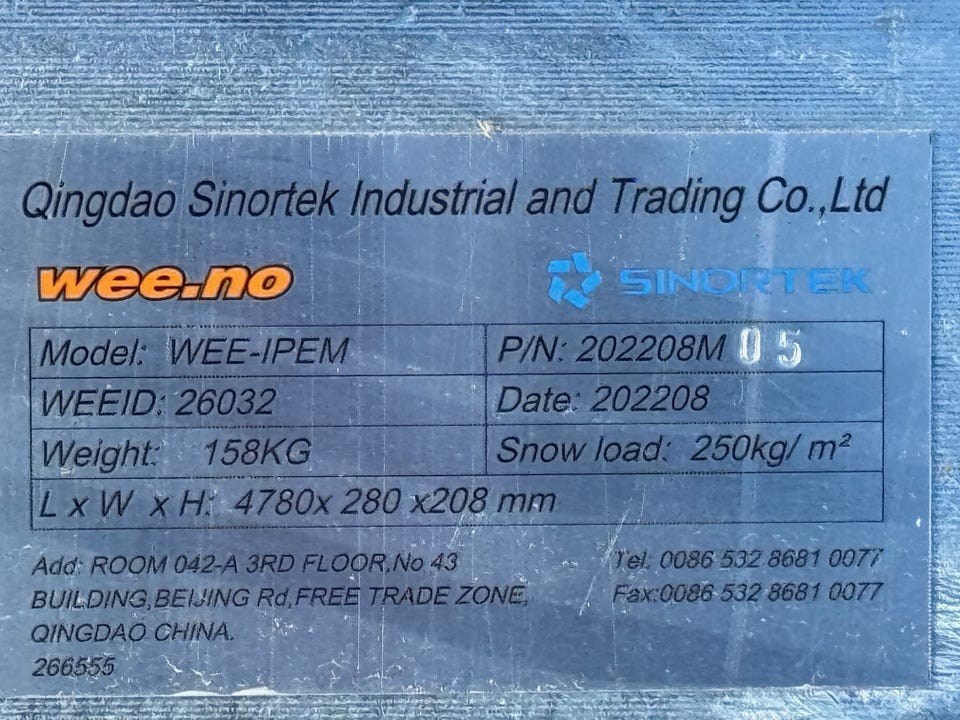 Qingdao Sinortek Industrial and Trading Co.,Ltd
wee.no SINORTEK
Model: WEE-IPEM P/N: 202208M 05
WEEID: 26032 Date: 202208
Weight: 158KG Snow load: 250kg/ m²
L x W x H: 4780x 280 x208 mm
Add: ROOM 042-A 3RD FLOOR,No 43 Tel: 0086 532 8681 0077
BUILDING,BEIJING Rd,FREE TRADE ZONE, Fax:0086 532 8681 0077
QINGDAO CHINA.
266555